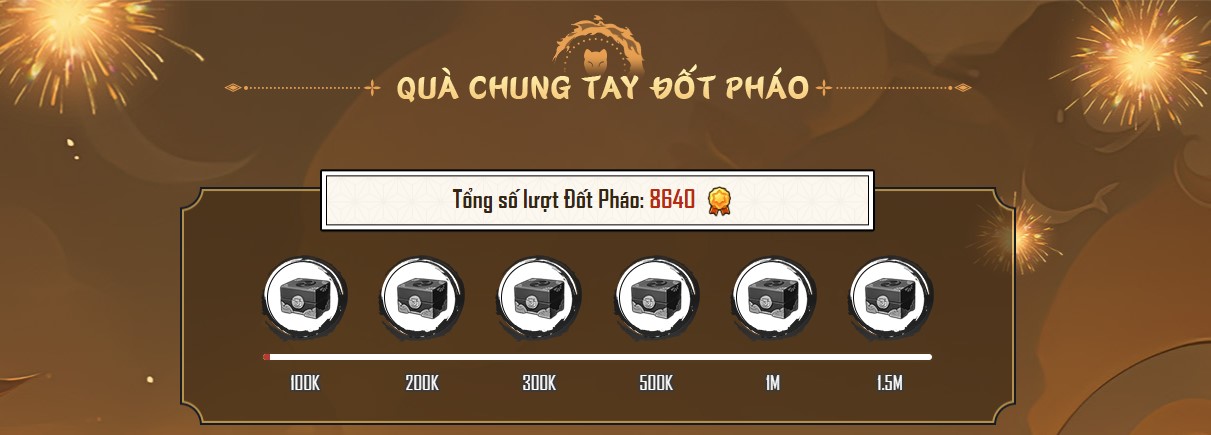 QUÀ CHUNG TAY ĐỐT PHÁO
Tổng số lượt Đốt Pháo: 8640
100K 200K 300K 500K 1M 1.5M